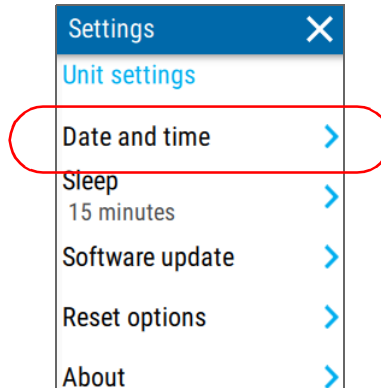 Settings
Unit settings
Date and time
Sleep
15 minutes
Software update
Reset options
About